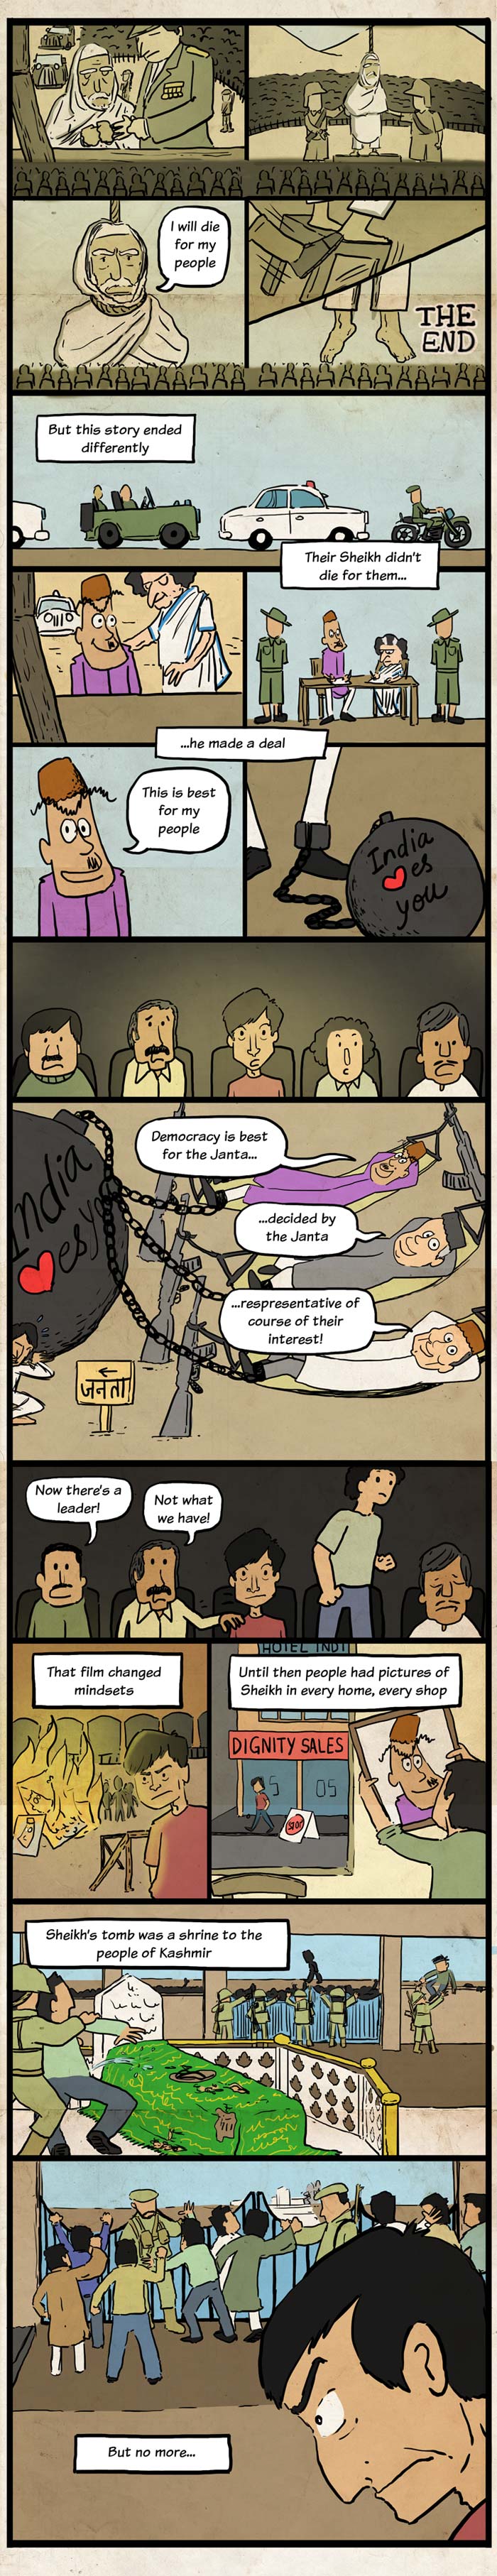 I will die
for my
people
THE
END
But this story ended
differently
Their Sheikh didn't
die for them...
...he made a deal
This is best
for my
people
India
es
you
India
es y
Democracy is best
for the Janta...
...decided by
the Janta
...respresentative of
course of their
interest!
←
जनता
Now there's a
leader!
Not what
we have!
That film changed
mindsets
Until then people had pictures of
Sheikh in every home, every shop
HOTEL INDI
DIGNITY SALES
S
OS
STOP
Sheikh's tomb was a shrine to the
people of Kashmir
But no more...